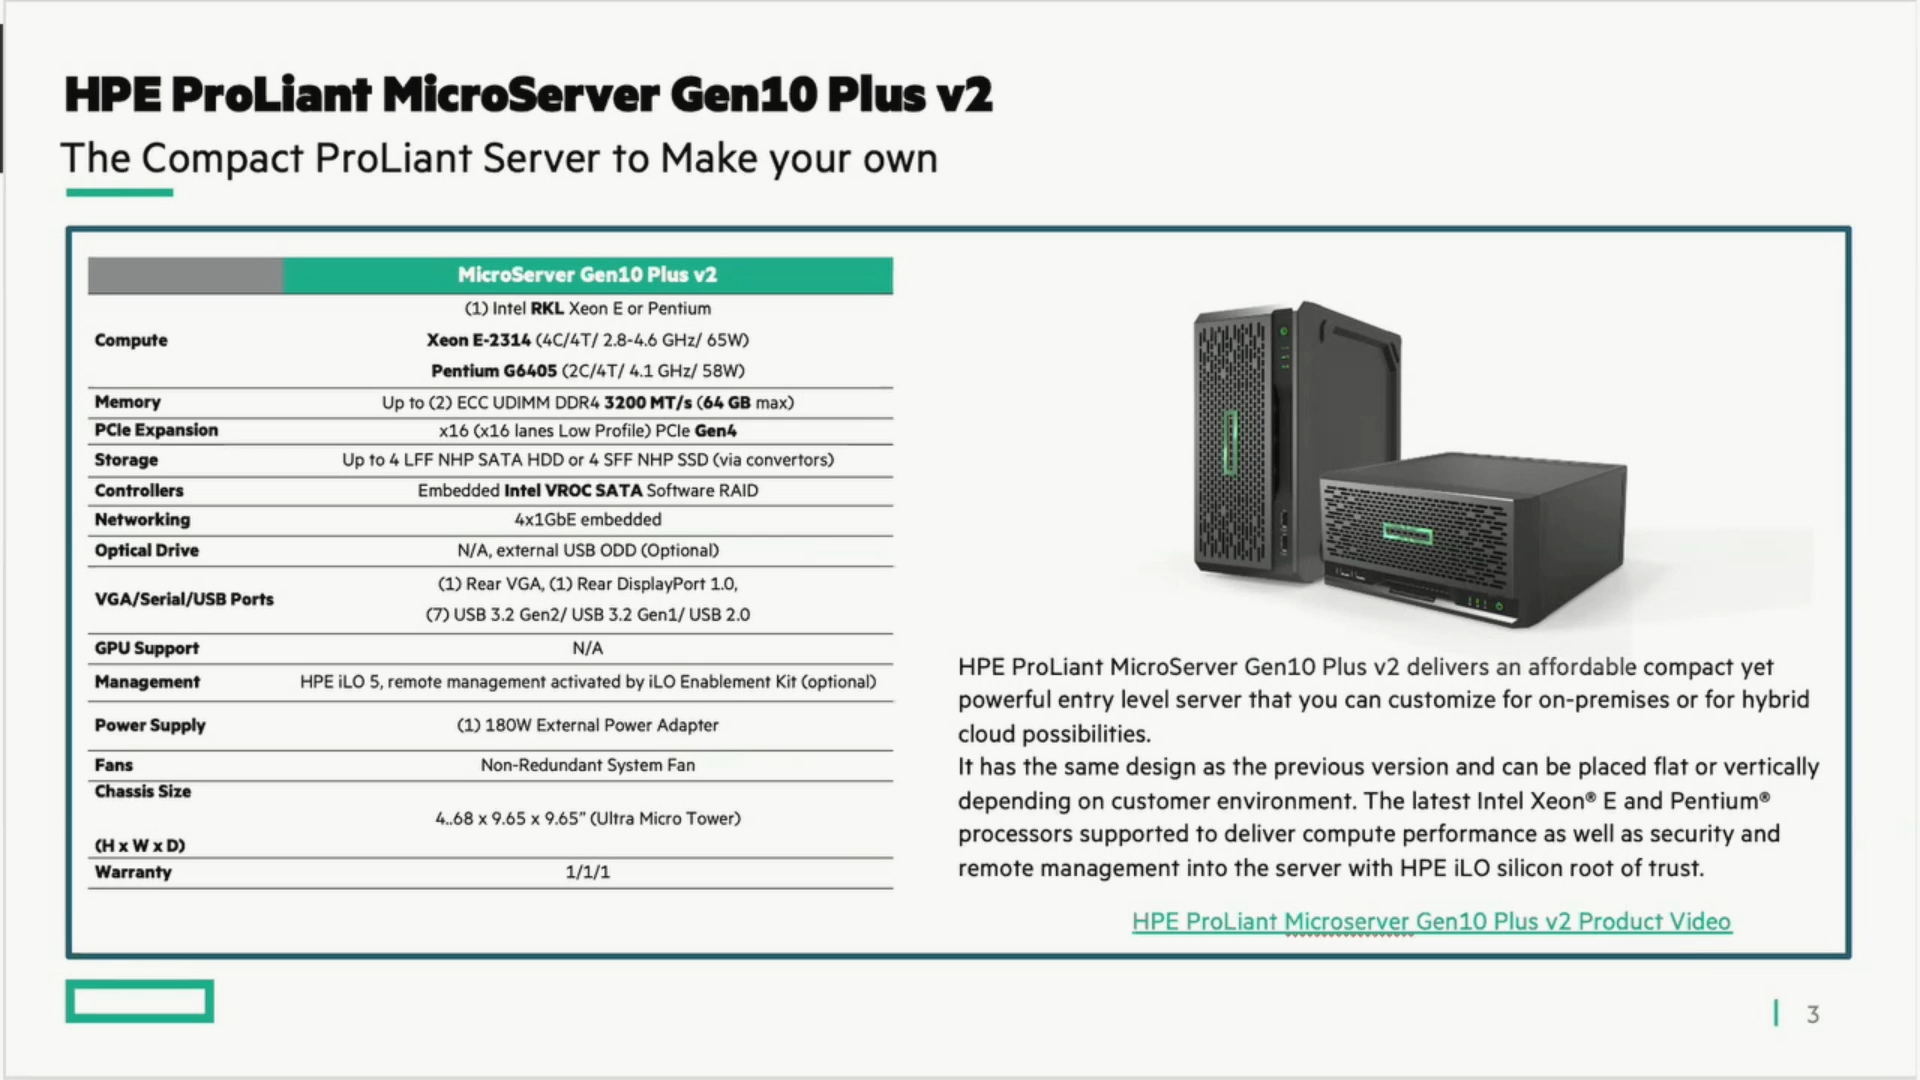 HPE ProLiant MicroServer Gen10 Plus v2
The Compact ProLiant Server to Make your own
MicroServer Gen10 Plus v2
Compute
(1) Intel RKL Xeon E or Pentium
Xeon E-2314 (4C/4T/ 2.8-4.6 GHz/ 65W)
Pentium G6405 (2C/4T/ 4.1 GHz/ 58W)
Memory
Up to (2) ECC UDIMM DDR4 3200 MT/s (64 GB max)
PCIe Expansion
x16 (x16 lanes Low Profile) PCIe Gen4
Storage
Up to 4 LFF NHP SATA HDD or 4 SFF NHP SSD (via convertors)
Controllers
Embedded Intel VROC SATA Software RAID
Networking
4x1GbE embedded
Optical Drive
N/A, external USB ODD (Optional)
VGA/Serial/USB Ports
(1) Rear VGA, (1) Rear DisplayPort 1.0,
(7) USB 3.2 Gen2/ USB 3.2 Gen1/ USB 2.0
GPU Support
N/A
Management
HPE iLO 5, remote management activated by iLO Enablement Kit (optional)
Power Supply
(1) 180W External Power Adapter
Fans
Non-Redundant System Fan
Chassis Size
(H x W x D)
4..68 x 9.65 x 9.65” (Ultra Micro Tower)
Warranty
1/1/1
HPE ProLiant MicroServer Gen10 Plus v2 delivers an affordable compact yet
powerful entry level server that you can customize for on-premises or for hybrid
cloud possibilities.
It has the same design as the previous version and can be placed flat or vertically
depending on customer environment. The latest Intel Xeon® E and Pentium®
processors supported to deliver compute performance as well as security and
remote management into the server with HPE iLO silicon root of trust.
HPE ProLiant Microserver Gen10 Plus v2 Product Video
3